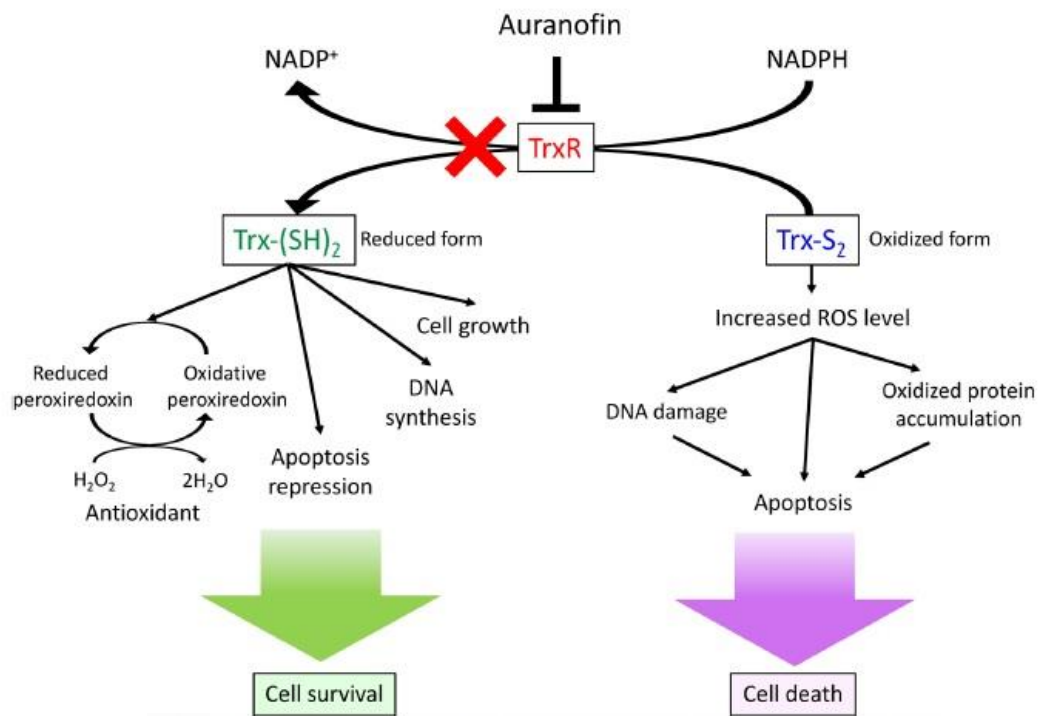 Auranofin
NADP⁺
NADPH
TrxR
Trx-(SH)₂
Reduced form
Trx-S₂
Oxidized form
Cell growth
Increased ROS level
Reduced
peroxiredoxin
Oxidative
peroxiredoxin
DNA
synthesis
DNA damage
Oxidized protein
accumulation
H₂O₂
2H₂O
Antioxidant
Apoptosis
repression
Apoptosis
Cell survival
Cell death